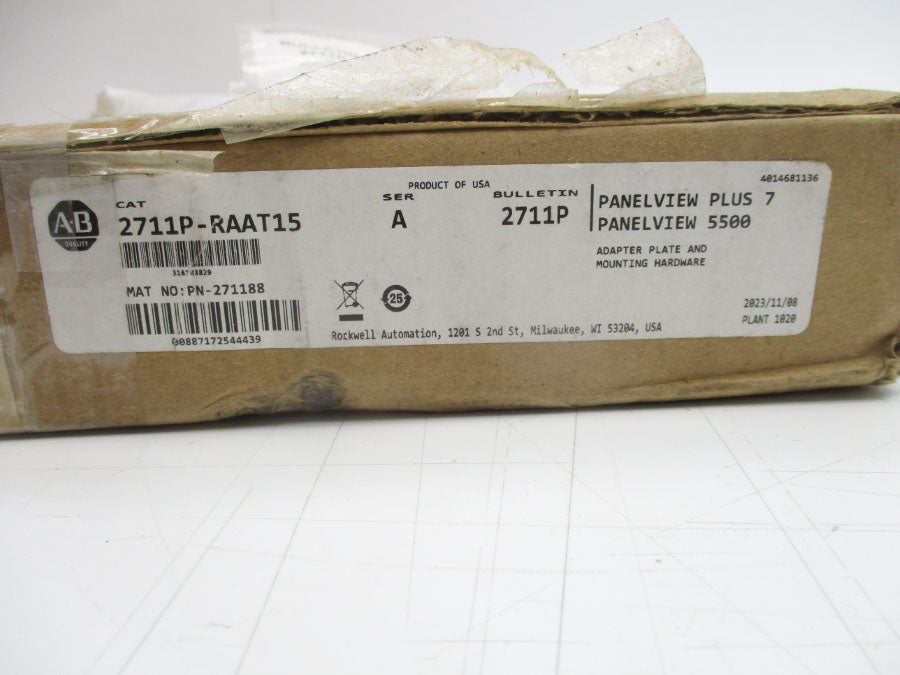 PRODUCT OF USA
4014681136
A-B
QUALITY
CAT
2711P-RAAT15
SER
A
BULLETIN
2711P
PANELVIEW PLUS 7
PANELVIEW 5500
ADAPTER PLATE AND
MOUNTING HARDWARE
MAT NO:PN-271188
00887172544439
25
Rockwell Automation, 1201 S 2nd St, Milwaukee, WI 53204, USA
2023/11/08
PLANT 1020